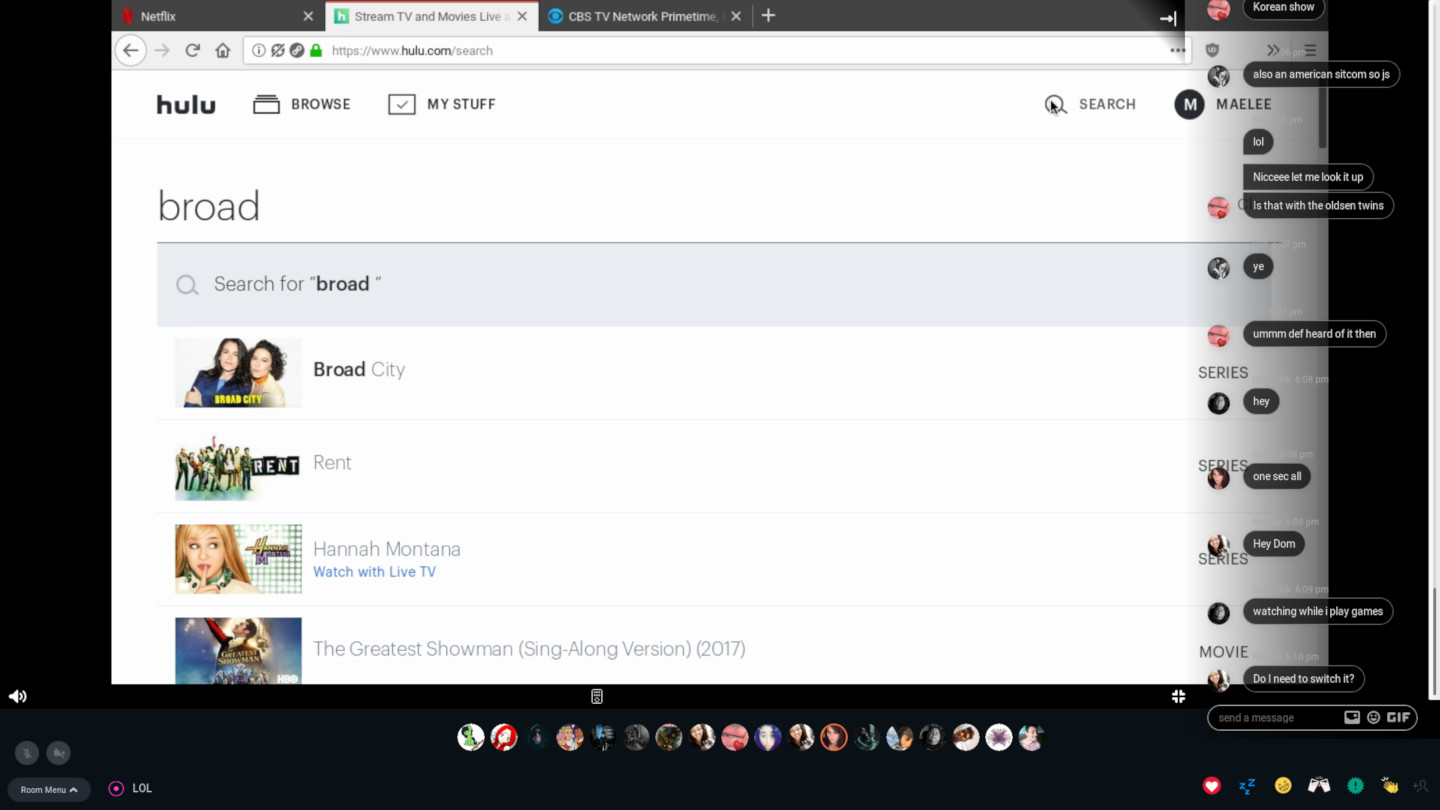 Netflix
Stream TV and Movies Live a
CBS TV Network Primetime,
https://www.hulu.com/search
hulu
BROWSE
MY STUFF
SEARCH
M
MAELEE
broad
Search for "broad "
BROAD CITY
Broad City
SERIES
RENT
Rent
SERIES
HANNAH
Hannah Montana
Watch with Live TV
SERIES
THE GREATEST SHOWMAN
HBO
The Greatest Showman (Sing-Along Version) (2017)
MOVIE
Korean show
also an american sitcom so js
lol
Nicceee let me look it up
Is that with the oldsen twins
ye
ummm def heard of it then
6:08 pm
hey
6:08 pm
one sec all
6:08 pm
Hey Dom
6:09 pm
watching while i play games
6:10 pm
Do I need to switch it?
send a message
GIF
Room Menu
LOL